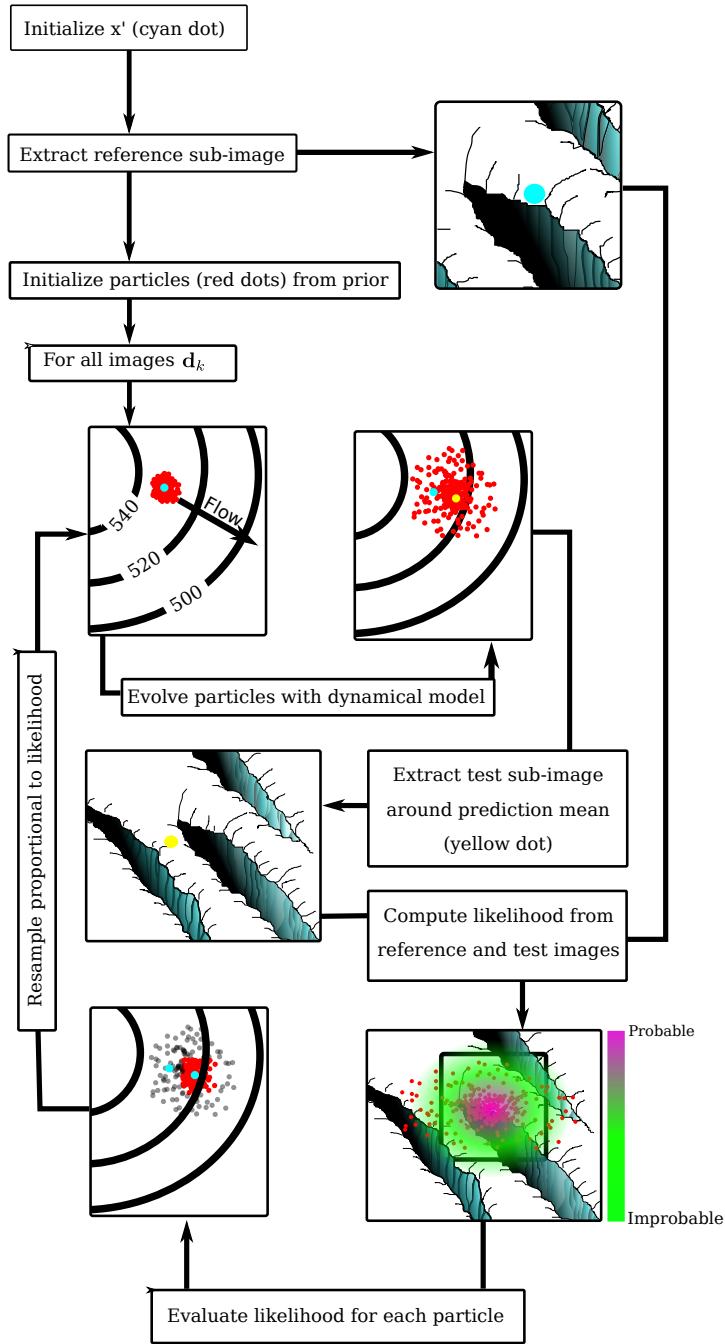 Initialize x' (cyan dot)
Extract reference sub-image
Initialize particles (red dots) from prior
For all images d_k
540
520
500
Flow
Evolve particles with dynamical model
Extract test sub-image
around prediction mean
(yellow dot)
Compute likelihood from
reference and test images
Resample proportional to likelihood
Probable
Improbable
Evaluate likelihood for each particle